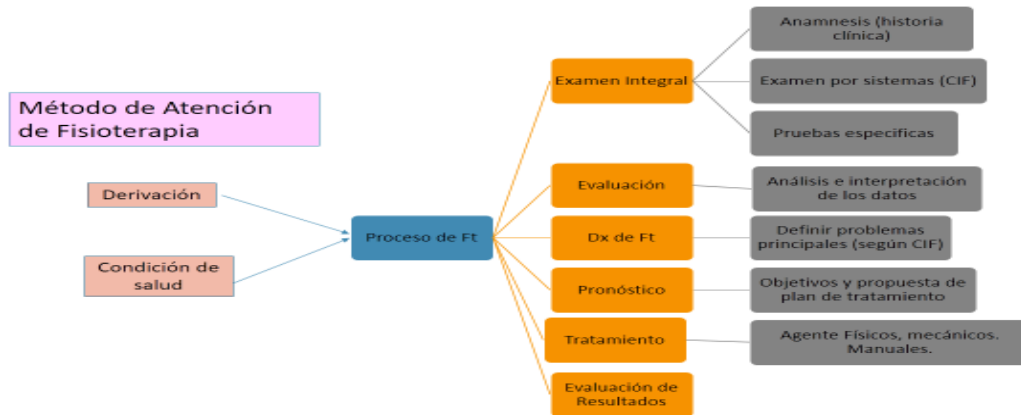 Método de Atención
de Fisioterapia
Derivación
Condición de
salud
Proceso de Ft
Examen Integral
Anamnesis (historia
clínica)
Examen por sistemas (CIF)
Pruebas especificas
Evaluación
Análisis e interpretación
de los datos
Dx de Ft
Definir problemas
principales (según CIF)
Pronóstico
Objetivos y propuesta de
plan de tratamiento
Tratamiento
Agente Físicos, mecánicos.
Manuales.
Evaluación de
Resultados